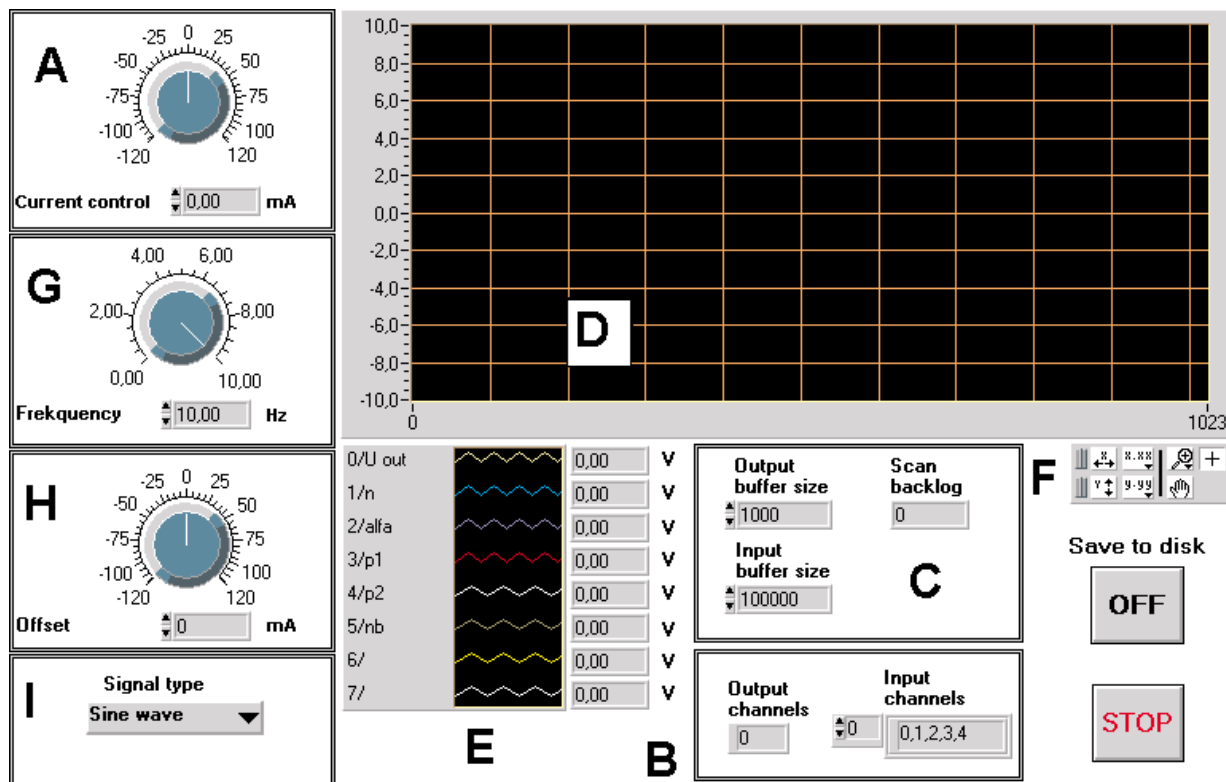 A
-120
-100
-75
-50
-25
0
25
50
75
100
120
Current control 0,00 mA
G
0,00
2,00
4,00
6,00
8,00
10,00
Frekquency 10,00 Hz
H
-120
-100
-75
-50
-25
0
25
50
75
100
120
Offset 0 mA
I
Signal type
Sine wave
10,0
8,0
6,0
4,0
2,0
0,0
-2,0
-4,0
-6,0
-8,0
-10,0
0 1023
D
0/U out 0,00 V
1/n 0,00 V
2/alfa 0,00 V
3/p1 0,00 V
4/p2 0,00 V
5/nb 0,00 V
6/ 0,00 V
7/ 0,00 V
E
Output
buffer size
1000
Scan
backlog
0
Input
buffer size
100000
C
B
Output
channels
0
Input
channels
0 0,1,2,3,4
F
X X.XX
Y y.yy
Save to disk
OFF
STOP